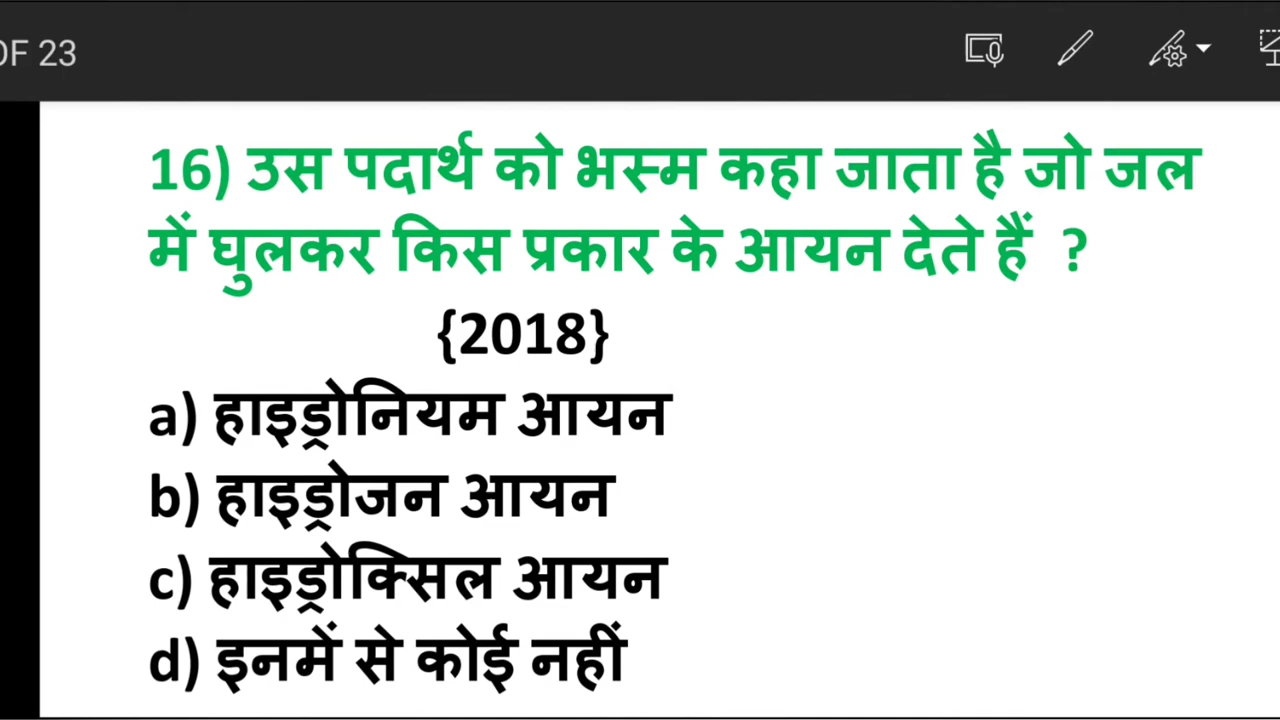 OF 23
16) उस पदार्थ को भस्म कहा जाता है जो जल
में घुलकर किस प्रकार के आयन देते हैं ?
{2018}
a) हाइड्रोनियम आयन
b) हाइड्रोजन आयन
c) हाइड्रोक्सिल आयन
d) इनमें से कोई नहीं